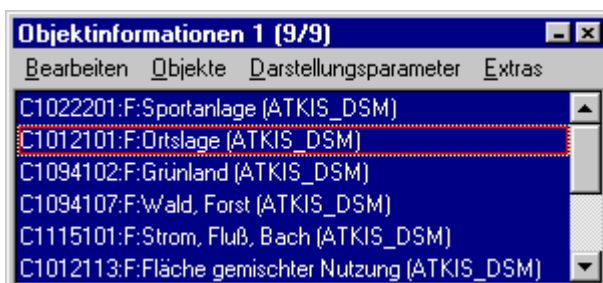 Objektinformationen 1 (9/9)
Bearbeiten Objekte Darstellungsparameter Extras
C1022201:F:Sportanlage (ATKIS_DSM)
C1012101:F:Ortslage (ATKIS_DSM)
C1094102:F:Grünland (ATKIS_DSM)
C1094107:F:Wald, Forst (ATKIS_DSM)
C1115101:F:Strom, Fluß, Bach (ATKIS_DSM)
C1012113:F:Fläche gemischter Nutzung (ATKIS_DSM)